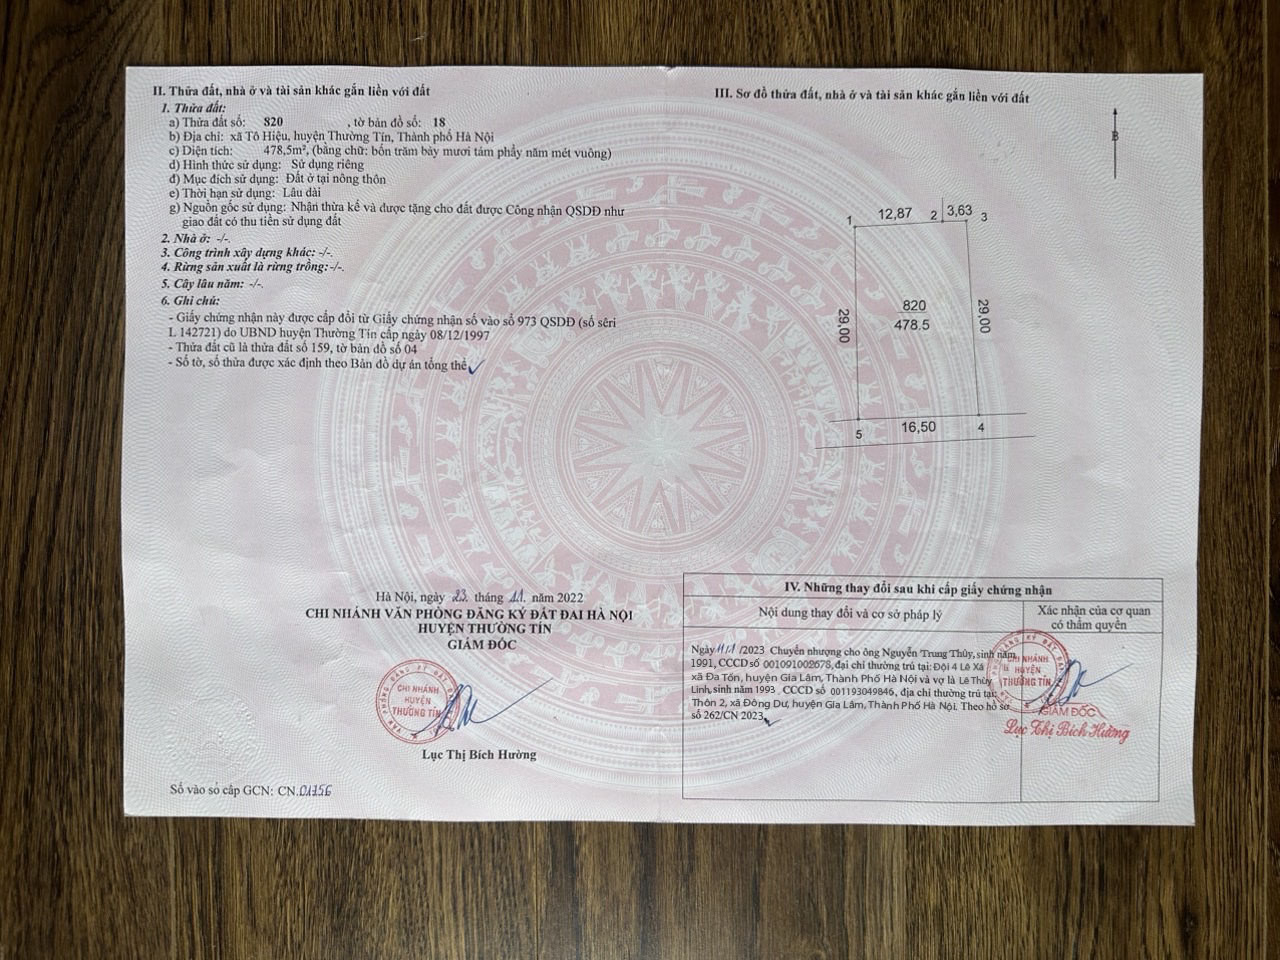 II. Thửa đất, nhà ở và tài sản khác gắn liền với đất
1. Thửa đất:
a) Thửa đất số: 820 , tờ bản đồ số: 18
b) Địa chỉ: xã Tô Hiệu, huyện Thường Tín, Thành phố Hà Nội
c) Diện tích: 478,5m², (bằng chữ: bốn trăm bảy mươi tám phẩy năm mét vuông)
d) Hình thức sử dụng: Sử dụng riêng
đ) Mục đích sử dụng: Đất ở tại nông thôn
e) Thời hạn sử dụng: Lâu dài
g) Nguồn gốc sử dụng: Nhận thừa kế và được tặng cho đất được Công nhận QSDĐ như
giao đất có thu tiền sử dụng đất
2. Nhà ở: -/-.
3. Công trình xây dựng khác: -/-.
4. Rừng sản xuất là rừng trồng:-/-.
5. Cây lâu năm: -/-.
6. Ghi chú:
- Giấy chứng nhận này được cấp đổi từ Giấy chứng nhận số vào sổ 973 QSDĐ (số sêri
L 142721) do UBND huyện Thường Tín cấp ngày 08/12/1997
- Thửa đất cũ là thửa đất số 159, tờ bản đồ số 04
- Số tờ, số thửa được xác định theo Bản đồ dự án tổng thể
Hà Nội, ngày 23 tháng 11 năm 2022
CHI NHÁNH VĂN PHÒNG ĐĂNG KÝ ĐẤT ĐAI HÀ NỘI
HUYỆN THƯỜNG TÍN
GIÁM ĐỐC
CHI NHÁNH
HUYỆN
THƯỜNG TÍN
Lục Thị Bích Hường
Số vào sổ cấp GCN: CN.01756
III. Sơ đồ thửa đất, nhà ở và tài sản khác gắn liền với đất
B
1 12,87 2 3,63 3
29,00
820
478.5
29,00
5 16,50 4
IV. Những thay đổi sau khi cấp giấy chứng nhận
Nội dung thay đổi và cơ sở pháp lý
Xác nhận của cơ quan
có thẩm quyền
Ngày 11/1/2023 Chuyển nhượng cho ông Nguyễn Trung Thủy, sinh năm
1991, CCCD số 001091002678, địa chỉ thường trú tại: Đội 4 Lê Xá
xã Đa Tốn, huyện Gia Lâm, Thành Phố Hà Nội và vợ là Lê Thùy
Linh, sinh năm 1993 , CCCD số 001193049846, địa chỉ thường trú tại:
Thôn 2, xã Đông Dư, huyện Gia Lâm, Thành Phố Hà Nội. Theo hồ sơ
số 262/CN 2023
CHI NHÁNH
HUYỆN
THƯỜNG TÍN
GIÁM ĐỐC
Lục Thị Bích Hường